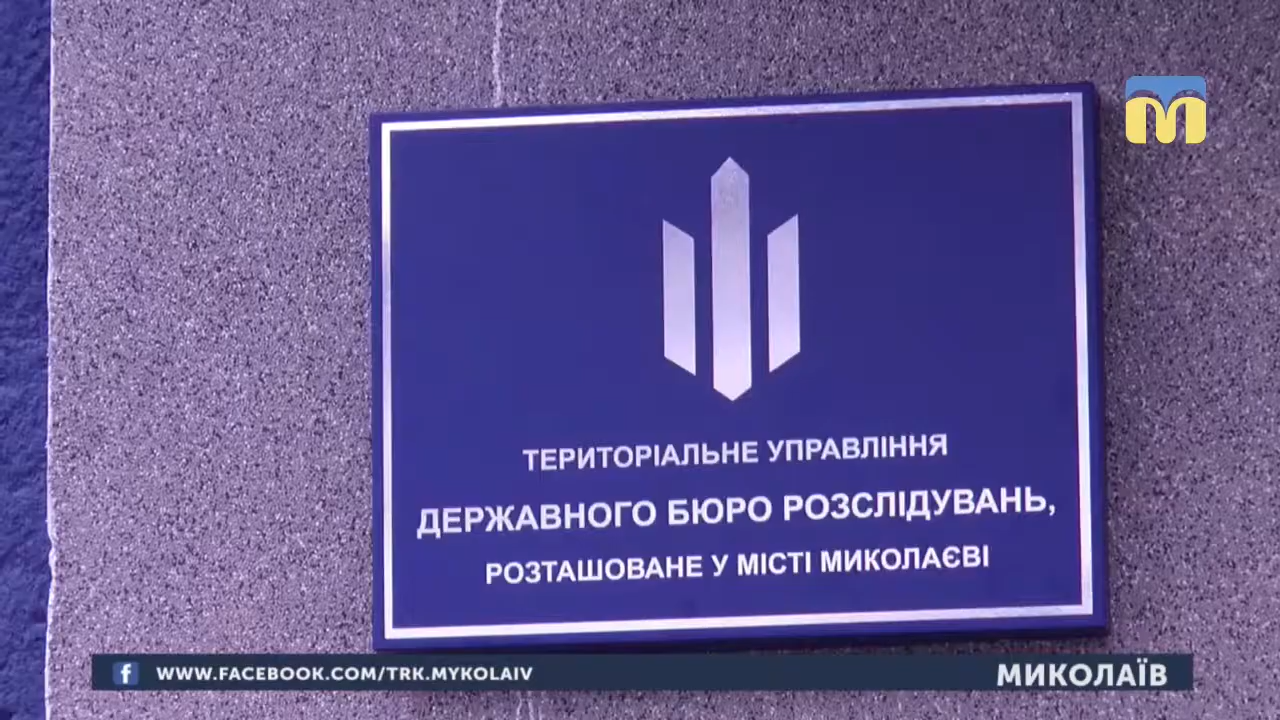 ТЕРИТОРІАЛЬНЕ УПРАВЛІННЯ
ДЕРЖАВНОГО БЮРО РОЗСЛІДУВАНЬ,
РОЗТАШОВАНЕ У МІСТІ МИКОЛАЄВІ
WWW.FACEBOOK.COM/TRK.MYKOLAIV
МИКОЛАЇВ